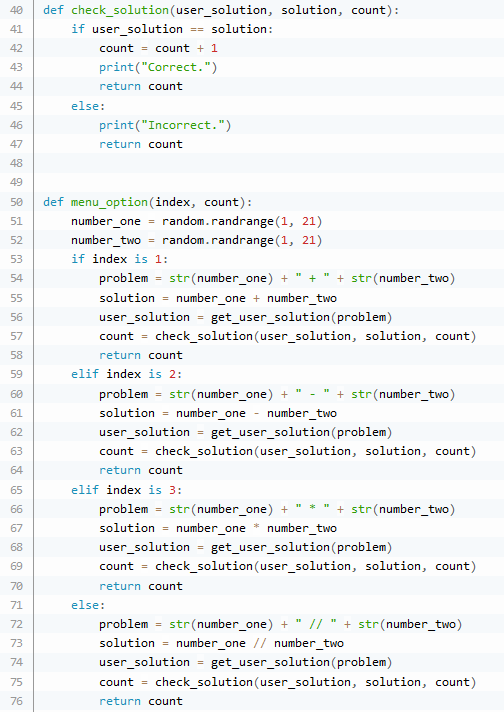 40 def check_solution(user_solution, solution, count):
41     if user_solution == solution:
42         count = count + 1
43         print("Correct.")
44         return count
45     else:
46         print("Incorrect.")
47         return count
48
49
50 def menu_option(index, count):
51     number_one = random.randrange(1, 21)
52     number_two = random.randrange(1, 21)
53     if index is 1:
54         problem = str(number_one) + " + " + str(number_two)
55         solution = number_one + number_two
56         user_solution = get_user_solution(problem)
57         count = check_solution(user_solution, solution, count)
58         return count
59     elif index is 2:
60         problem = str(number_one) + " - " + str(number_two)
61         solution = number_one - number_two
62         user_solution = get_user_solution(problem)
63         count = check_solution(user_solution, solution, count)
64         return count
65     elif index is 3:
66         problem = str(number_one) + " * " + str(number_two)
67         solution = number_one * number_two
68         user_solution = get_user_solution(problem)
69         count = check_solution(user_solution, solution, count)
70         return count
71     else:
72         problem = str(number_one) + " // " + str(number_two)
73         solution = number_one // number_two
74         user_solution = get_user_solution(problem)
75         count = check_solution(user_solution, solution, count)
76         return count